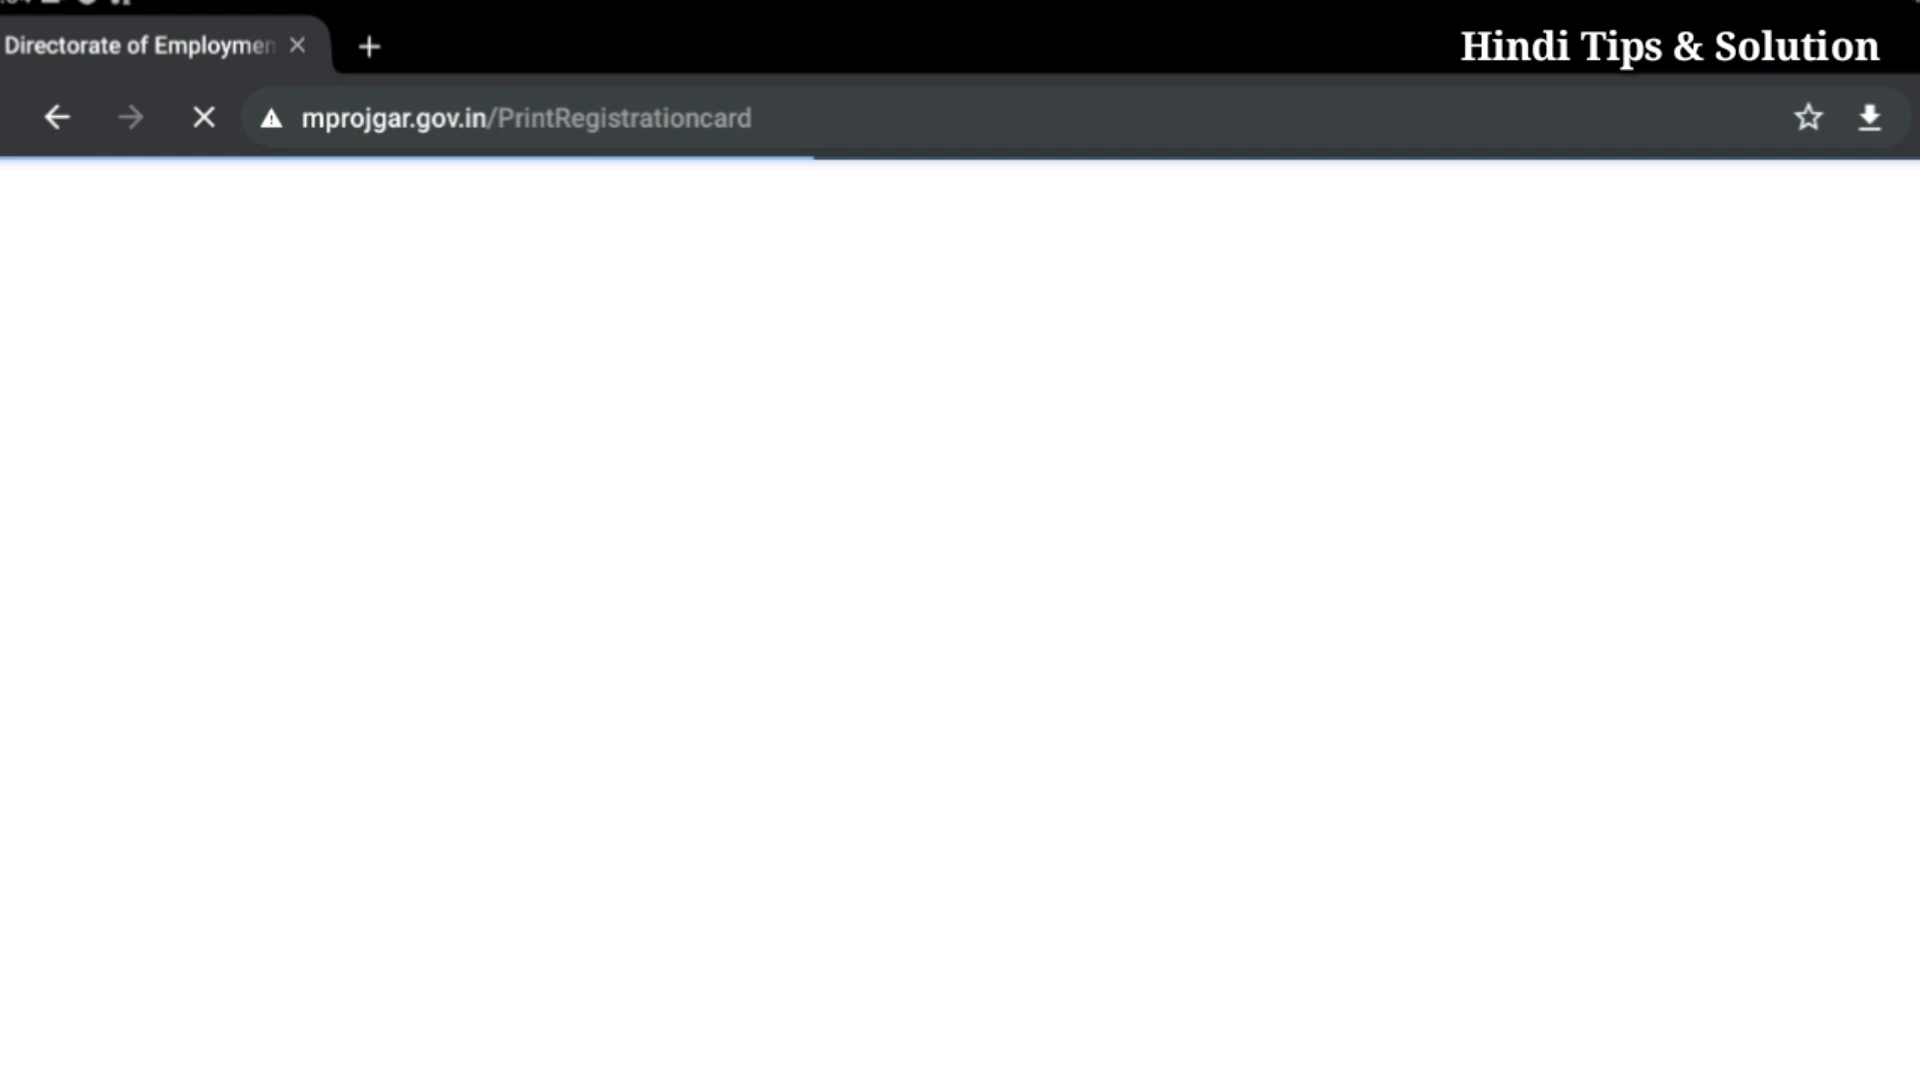 Directorate of Employmen
Hindi Tips & Solution
mprojgar.gov.in/PrintRegistrationcard